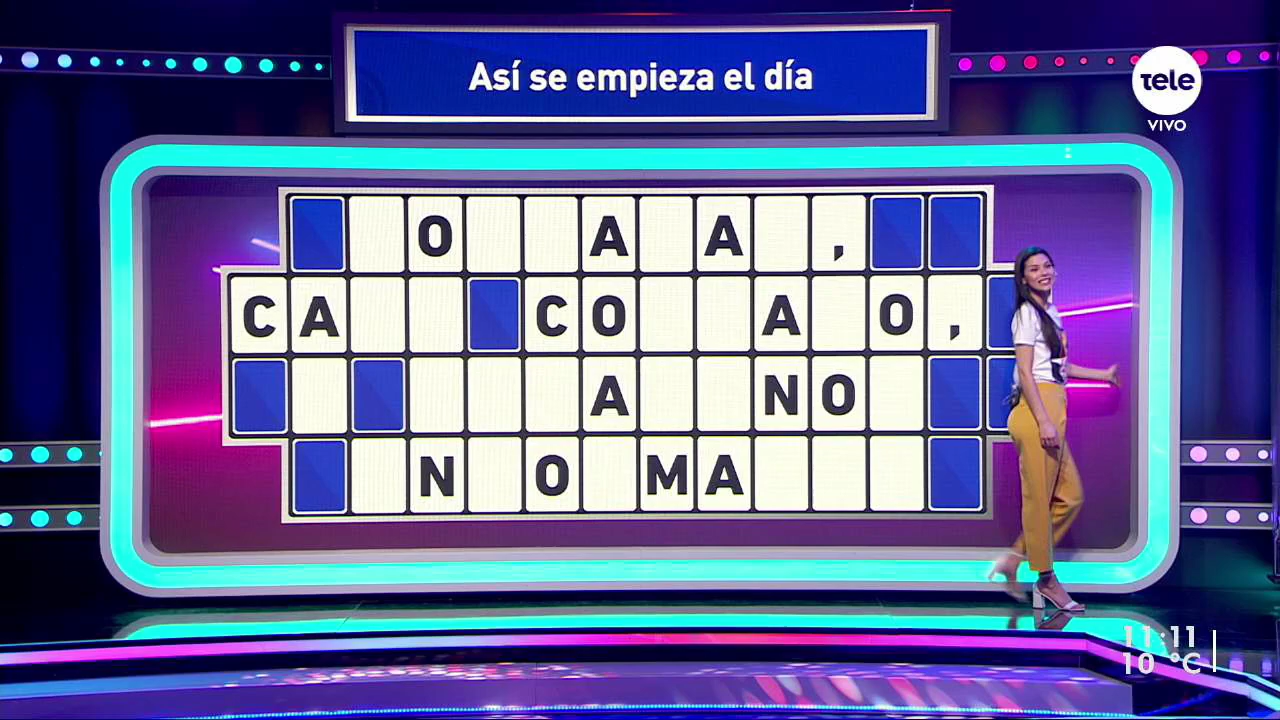 Así se empieza el día
tele
VIVO
O A A ,
CA CO A O ,
A NO
N O MA
11:11
10 °C